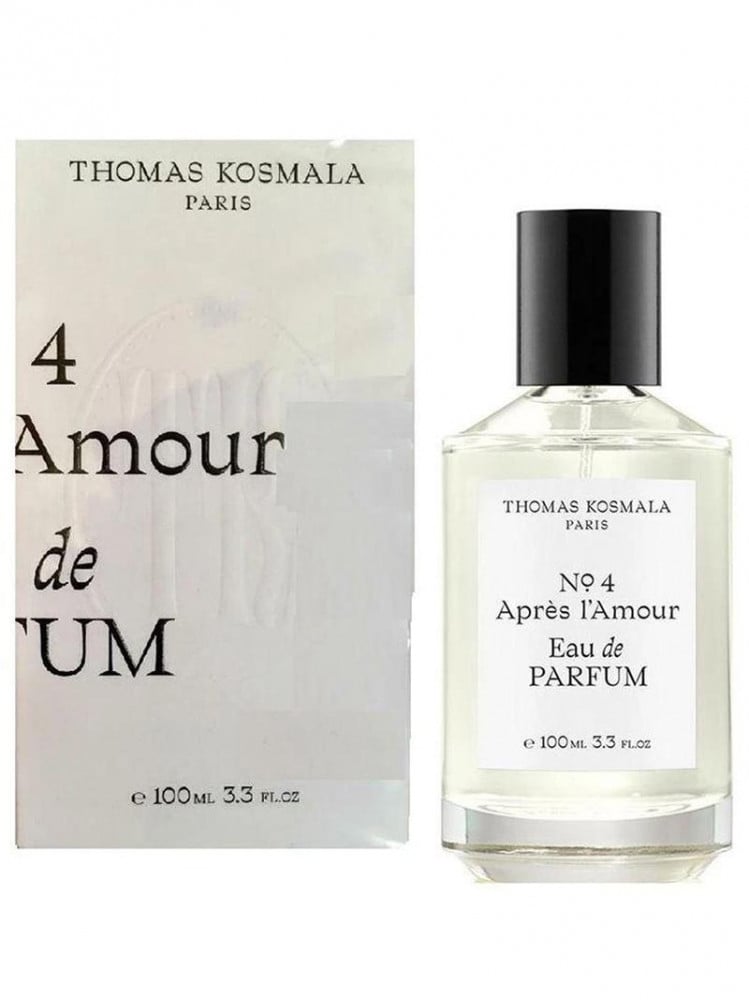 THOMAS KOSMALA
PARIS
4
Amour
de
TUM
e 100ML 3.3 FL.OZ
THOMAS KOSMALA
PARIS
Nº 4
Après l'Amour
Eau de
PARFUM
e 100ML 3.3 FL.OZ